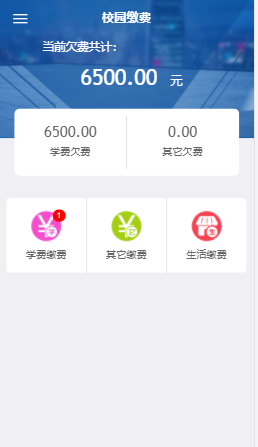 校园缴费
当前欠费共计:
6500.00 元
6500.00 0.00
学费欠费 其它欠费
1
学费缴费 其它缴费 生活缴费